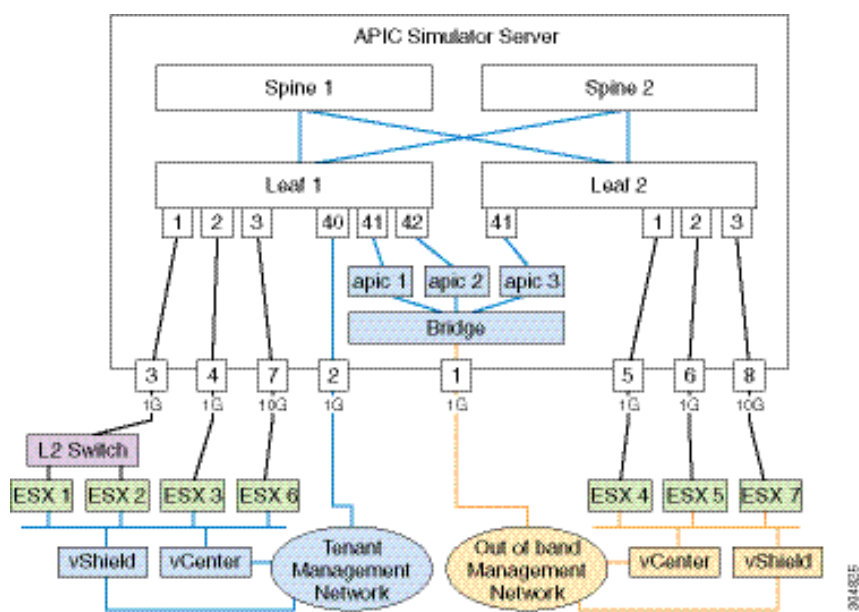 APIC Simulator Server
Spine 1
Spine 2
Leaf 1
Leaf 2
1
2
3
40
41
42
41
1
2
3
apic 1
apic 2
apic 3
Bridge
3
4
7
2
1
5
6
8
1G
1G
10G
1G
1G
1G
1G
10G
L2 Switch
ESX 1
ESX 2
ESX 3
ESX 6
ESX 4
ESX 5
ESX 7
vShield
vCenter
Tenant
Management
Network
Out of band
Management
Network
vCenter
vShield